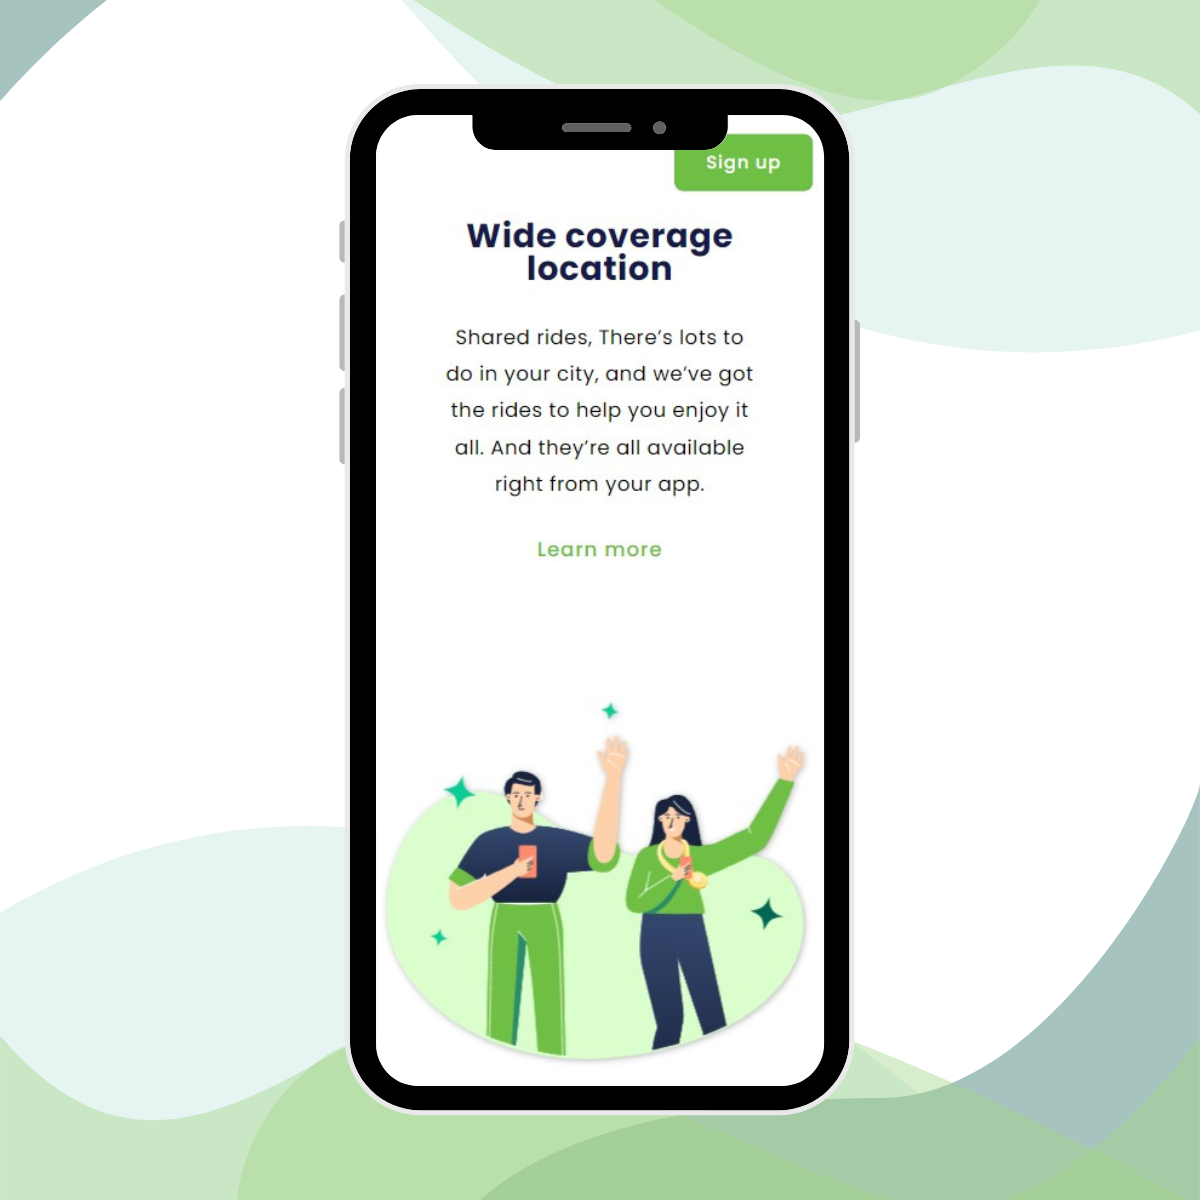 Sign up
Wide coverage
location
Shared rides, There’s lots to
do in your city, and we’ve got
the rides to help you enjoy it
all. And they’re all available
right from your app.
Learn more